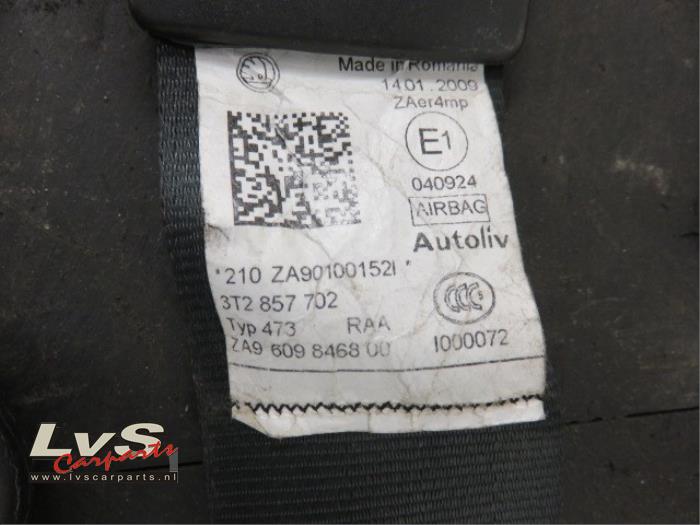 Made in Romania
14.01.2009
ZAer4mp
E1
040924
AIRBAG
Autoliv
*210 ZA90100152I *
3T2 857 702
Typ 473 RAA
ZA9 609 8468 00
CCC
I000072
LvS
Carparts
www.lvscarparts.nl